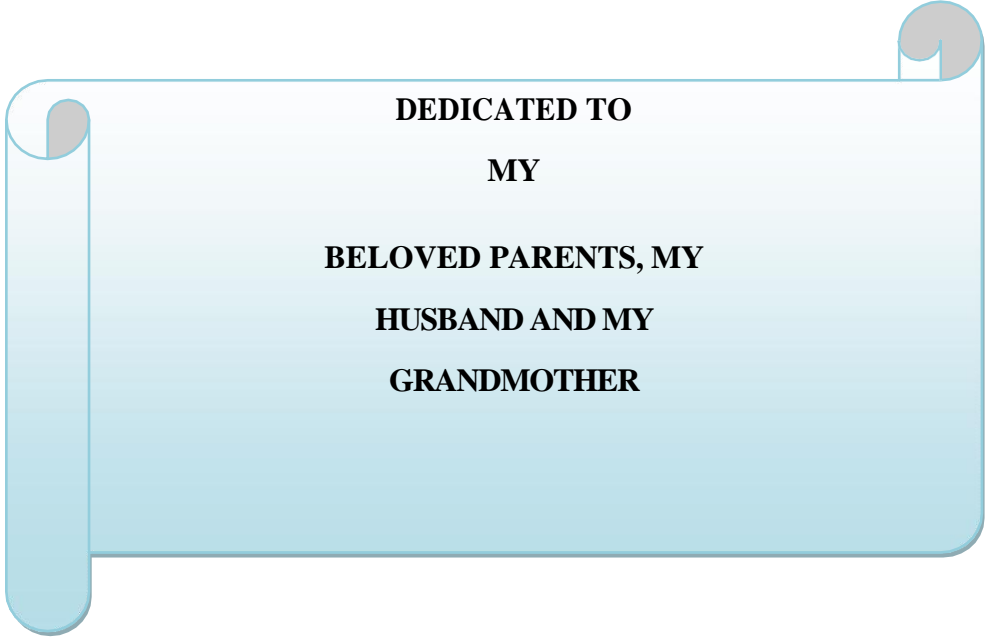 DEDICATED TO
MY
BELOVED PARENTS, MY
HUSBAND AND MY
GRANDMOTHER